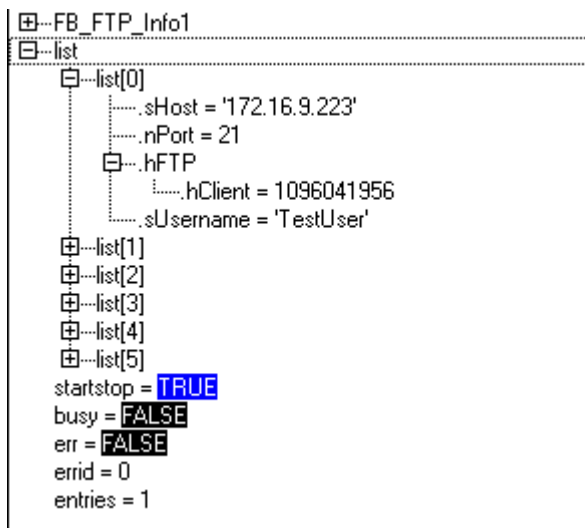 FB_FTP_Info1
list
list[0]
.sHost = '172.16.9.223'
.nPort = 21
.hFTP
.hClient = 1096041956
.sUsername = 'TestUser'
list[1]
list[2]
list[3]
list[4]
list[5]
startstop = TRUE
busy = FALSE
err = FALSE
errid = 0
entries = 1